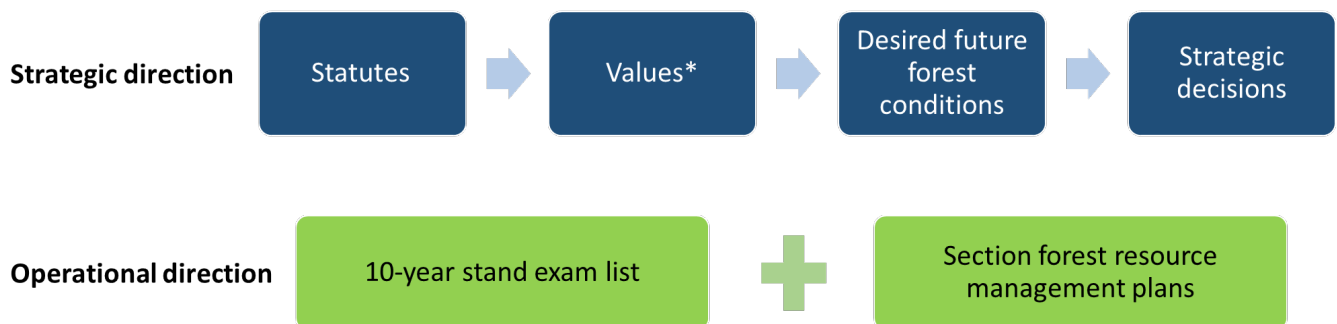 Strategic direction
Statutes
Values*
Desired future
forest
conditions
Strategic
decisions
Operational direction
10-year stand exam list
Section forest resource
management plans